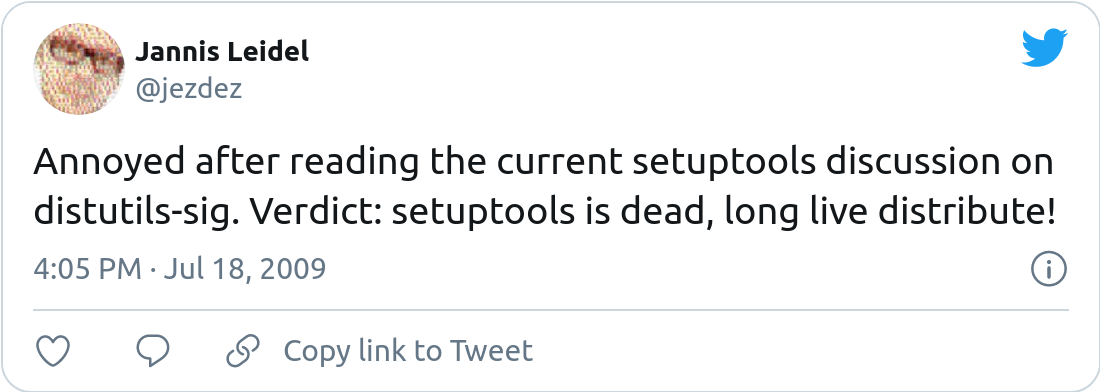 Jannis Leidel
@jezdez
Annoyed after reading the current setuptools discussion on
distutils-sig. Verdict: setuptools is dead, long live distribute!
4:05 PM · Jul 18, 2009
Copy link to Tweet